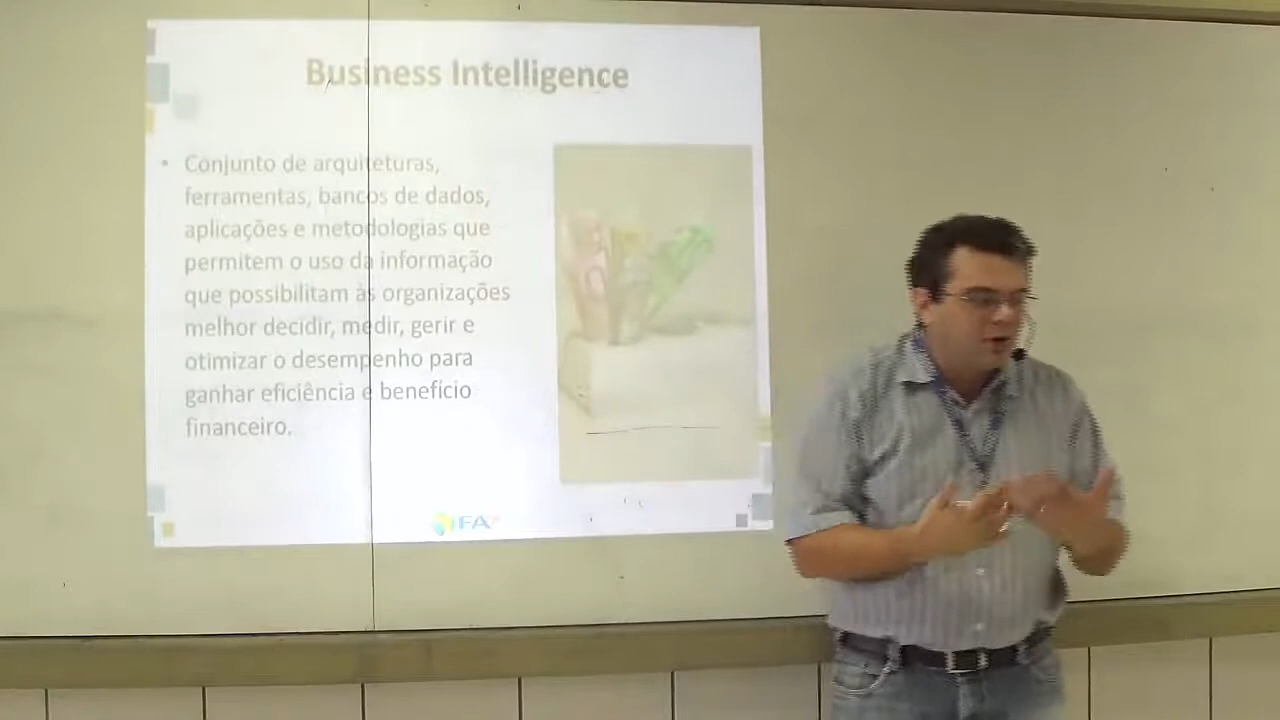 Business Intelligence
• Conjunto de arquiteturas,
ferramentas, bancos de dados,
aplicações e metodologias que
permitem o uso da informação
que possibilitam às organizações
melhor decidir, medir, gerir e
otimizar o desempenho para
ganhar eficiência e benefício
financeiro.
FA7